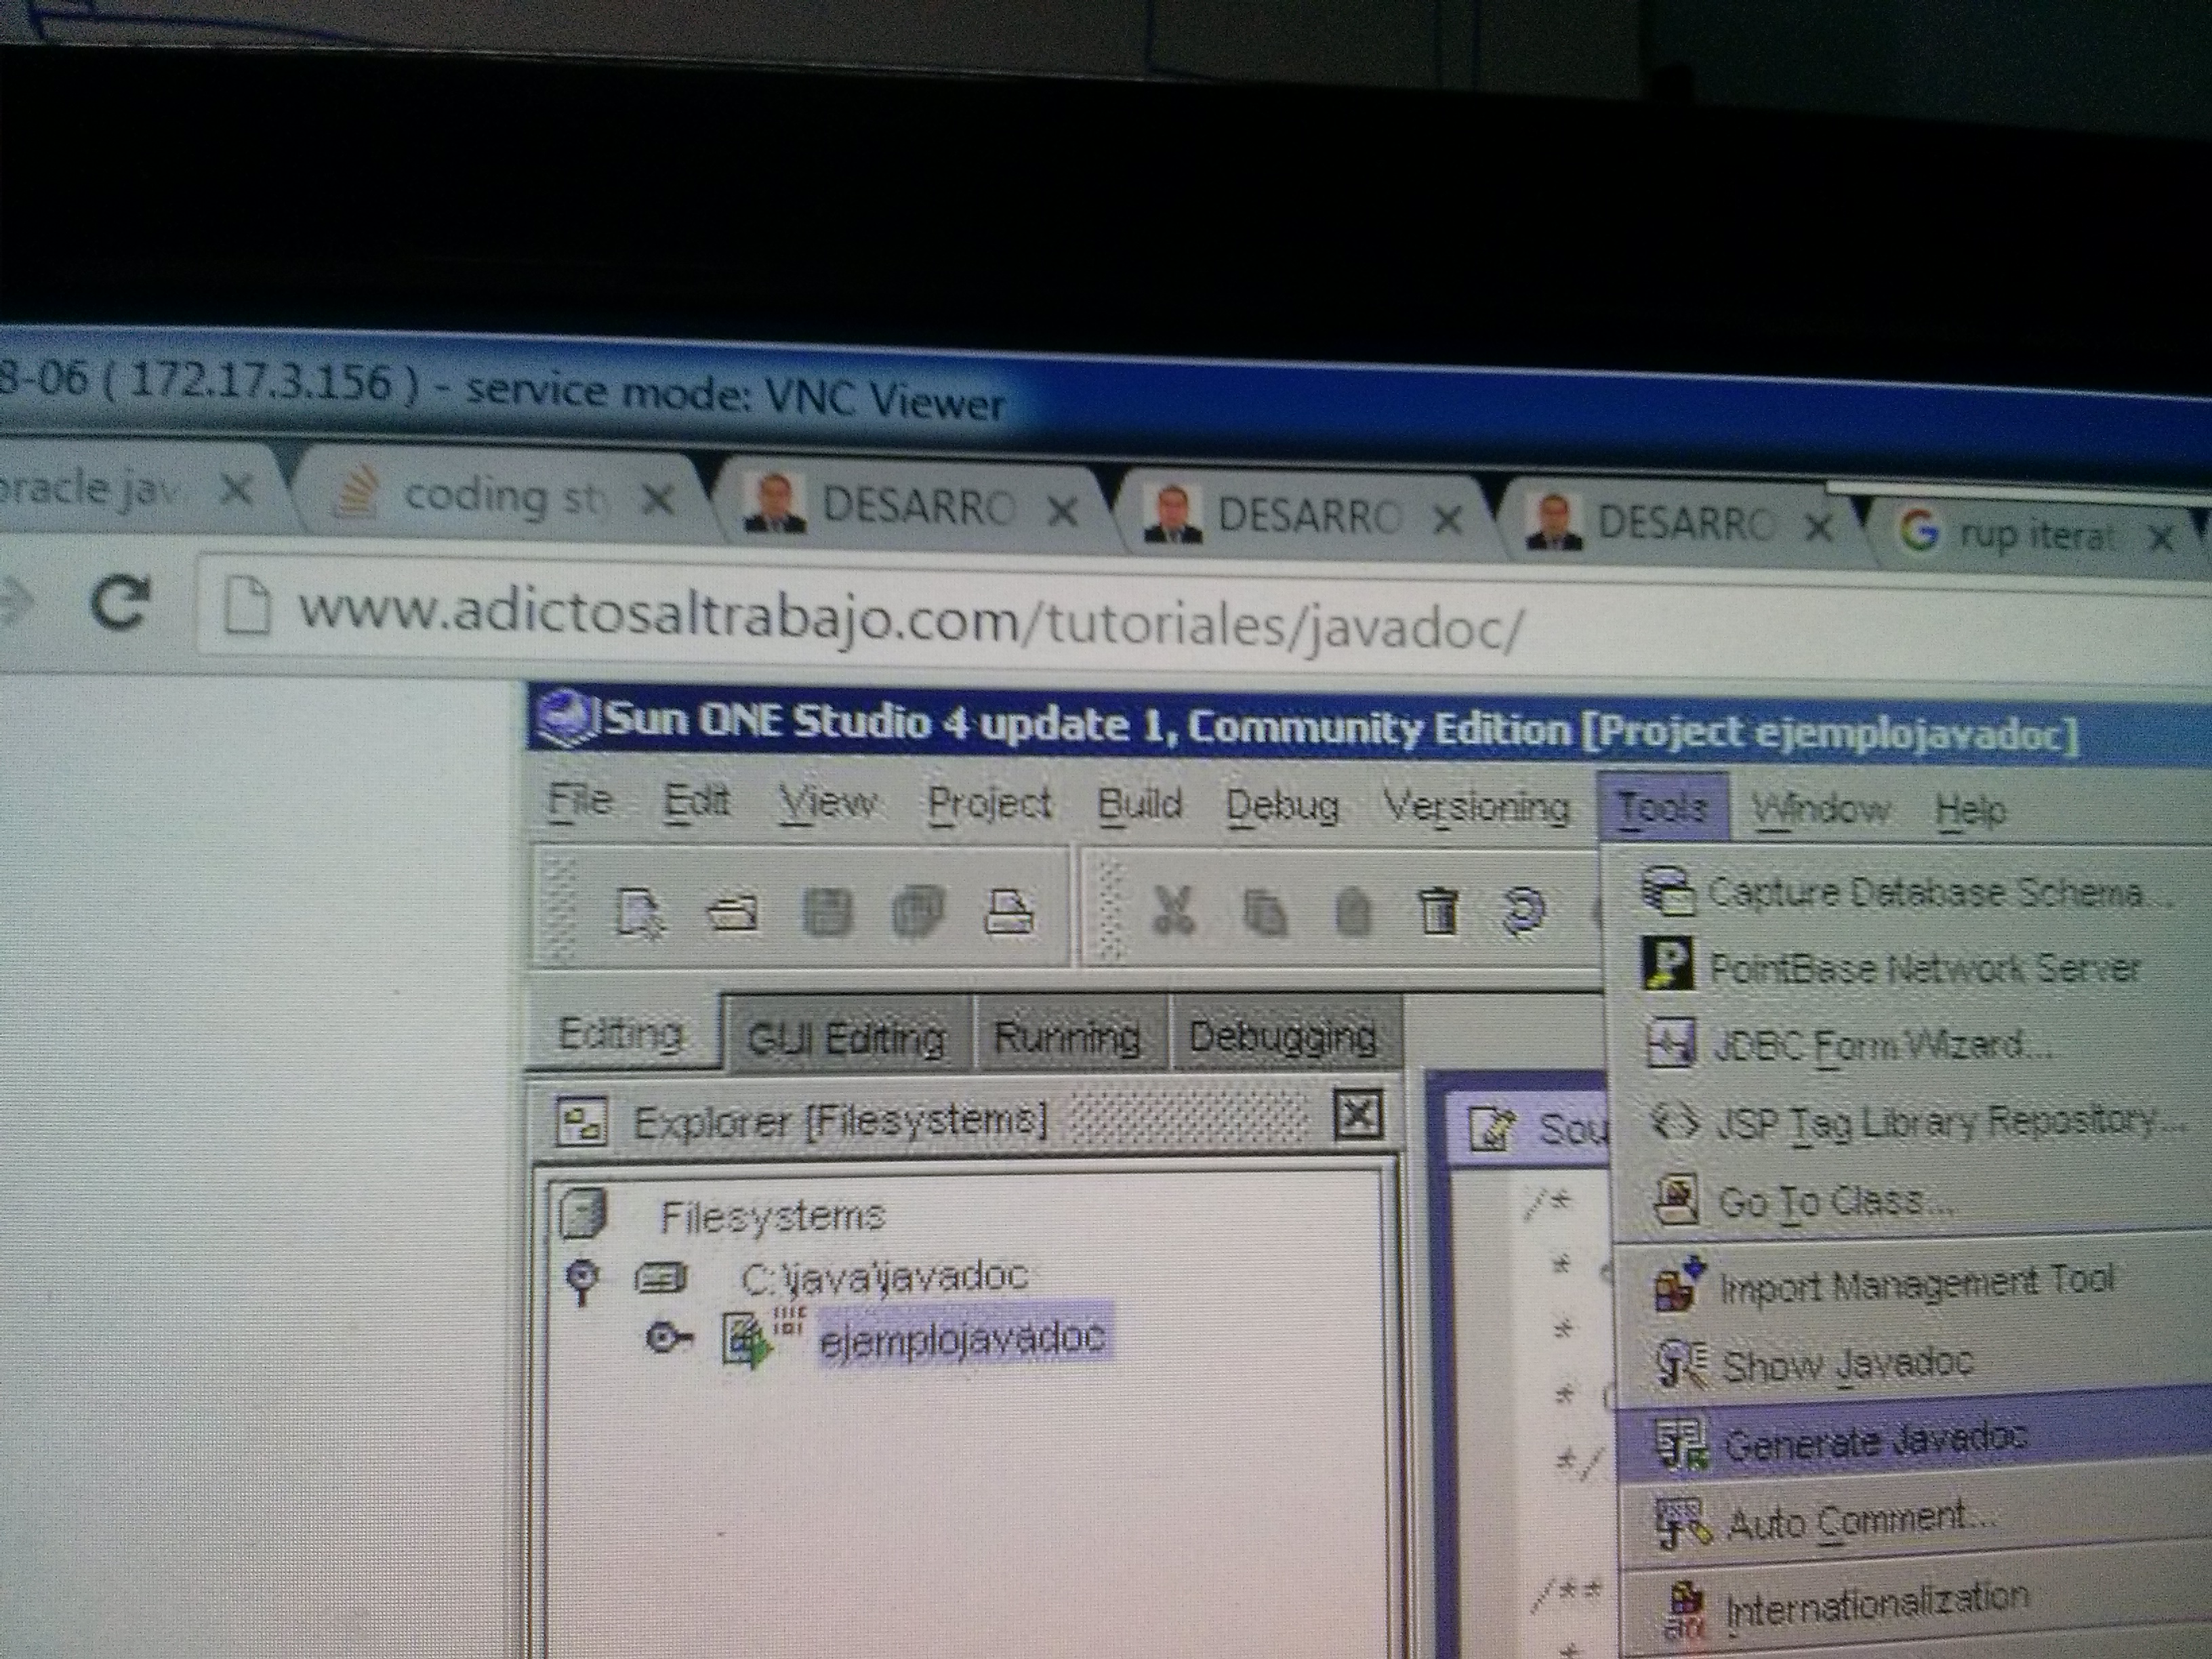 8-06 ( 172.17.3.156 ) - service mode: VNC Viewer
oracle jav coding sty DESARRO DESARRO DESARRO rup iterat
www.adictosaltrabajo.com/tutoriales/javadoc/
Sun ONE Studio 4 update 1, Community Edition [Project ejemplojavadoc]
File Edit View Project Build Debug Versioning Tools Window Help
Capture Database Schema...
PointBase Network Server
JDBC Form Wizard...
JSP Tag Library Repository...
Go To Class...
Import Management Tool
Show Javadoc
Generate Javadoc
Auto Comment...
Internationalization
Editing GUI Editing Running Debugging
Explorer [Filesystems]
Filesystems
C:\java\javadoc
ejemplojavadoc
Sou
/*
*
*
*
*/
/**
*